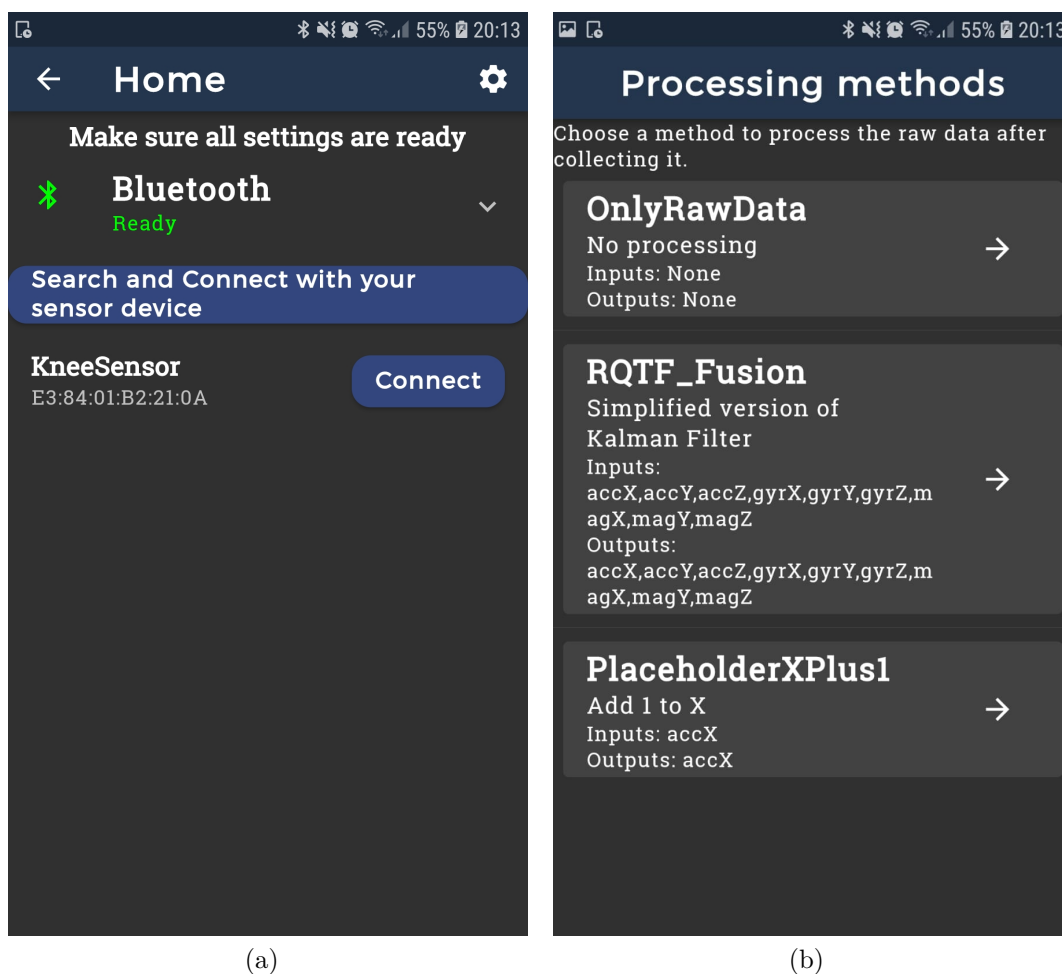 55% 20:13
Home
Make sure all settings are ready
Bluetooth
Ready
Search and Connect with your
sensor device
KneeSensor
E3:84:01:B2:21:0A
Connect
(a)
55% 20:13
Processing methods
Choose a method to process the raw data after
collecting it.
OnlyRawData
No processing
Inputs: None
Outputs: None
RQTF_Fusion
Simplified version of
Kalman Filter
Inputs:
accX,accY,accZ,gyrX,gyrY,gyrZ,m
agX,magY,magZ
Outputs:
accX,accY,accZ,gyrX,gyrY,gyrZ,m
agX,magY,magZ
PlaceholderXPlus1
Add 1 to X
Inputs: accX
Outputs: accX
(b)